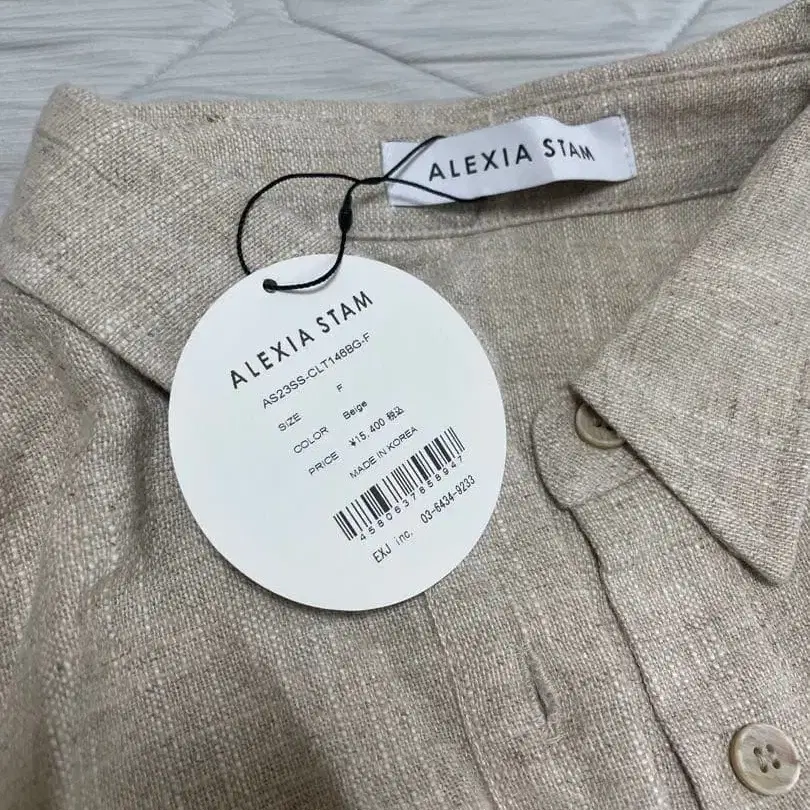 ALEXIA STAM
ALEXIA STAM
AS23SS-CLT146BG-F
SIZE F
COLOR Beige
PRICE ¥15,400 税込
MADE IN KOREA
4580637658947
EXJ inc. 03-6434-9233